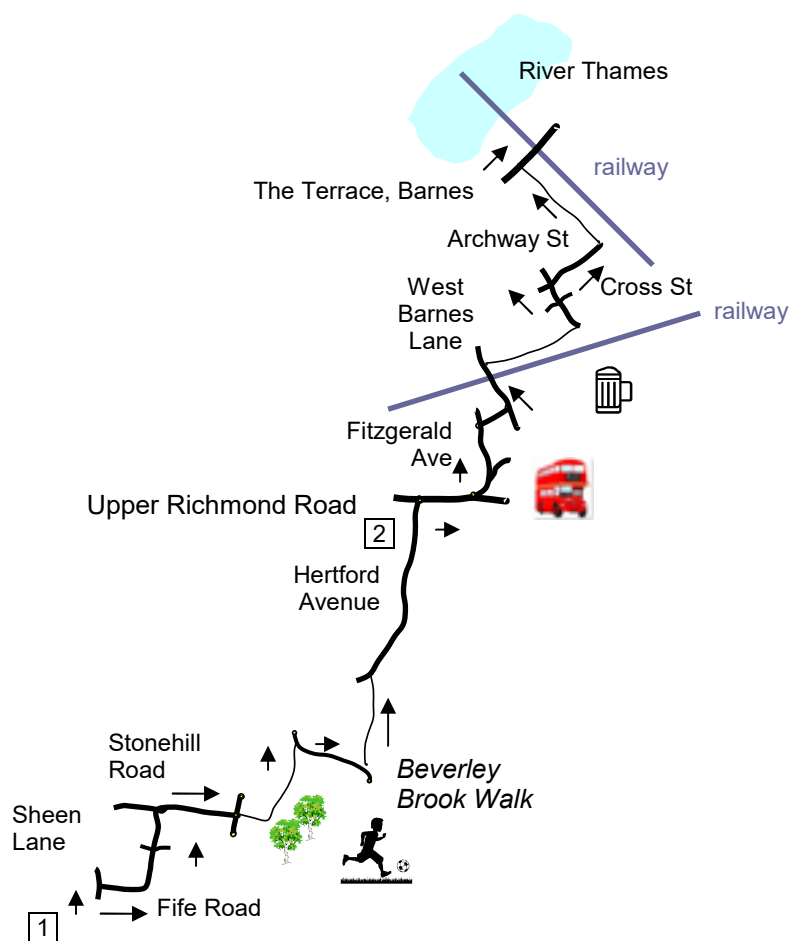 River Thames
railway
The Terrace, Barnes
Archway St
West
Barnes
Lane
Cross St
railway
Fitzgerald
Ave
Upper Richmond Road
2
Hertford
Avenue
Stonehill
Road
Beverley
Brook Walk
Sheen
Lane
Fife Road
1